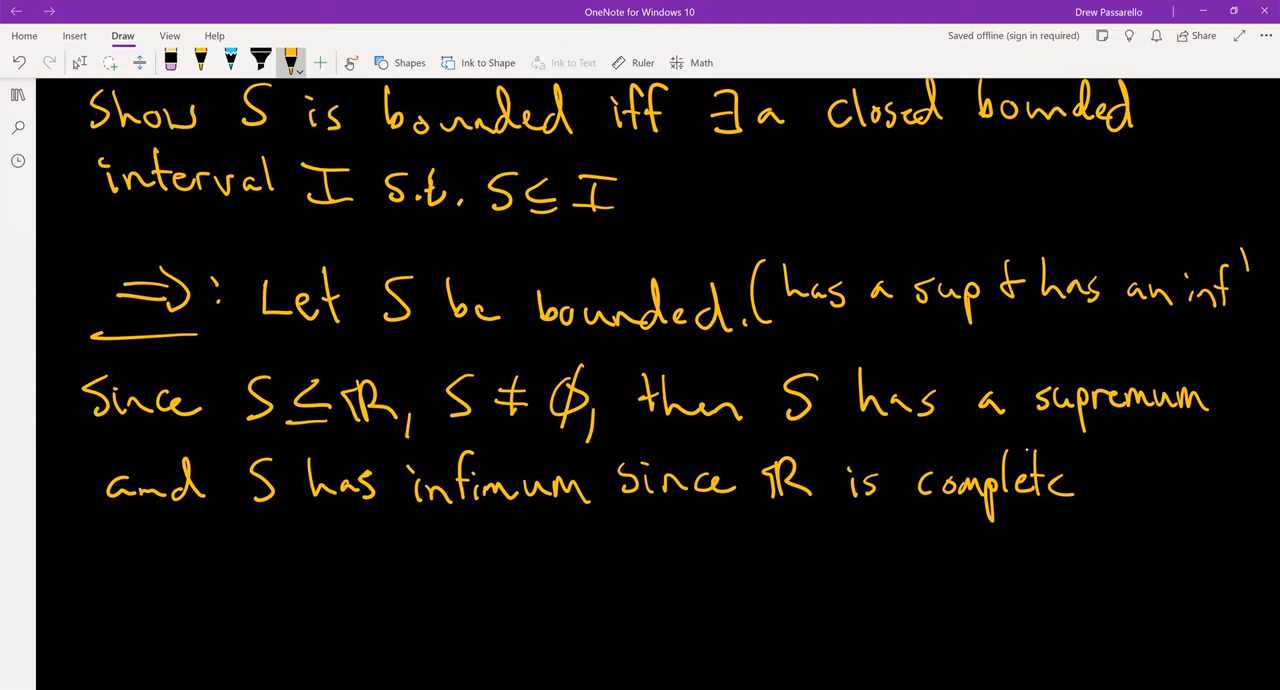 OneNote for Windows 10
Drew Passarello
Home Insert Draw View Help
Saved offline (sign in required) Share
Shapes Ink to Shape Ink to Text Ruler Math
Show S is bounded iff ∃ a closed bounded
interval I s.t. S ⊆ I
⇒: Let S be bounded. (has a sup & has an inf)
Since S ⊆ ℝ, S ≠ ∅, then S has a supremum
and S has infimum since ℝ is complete